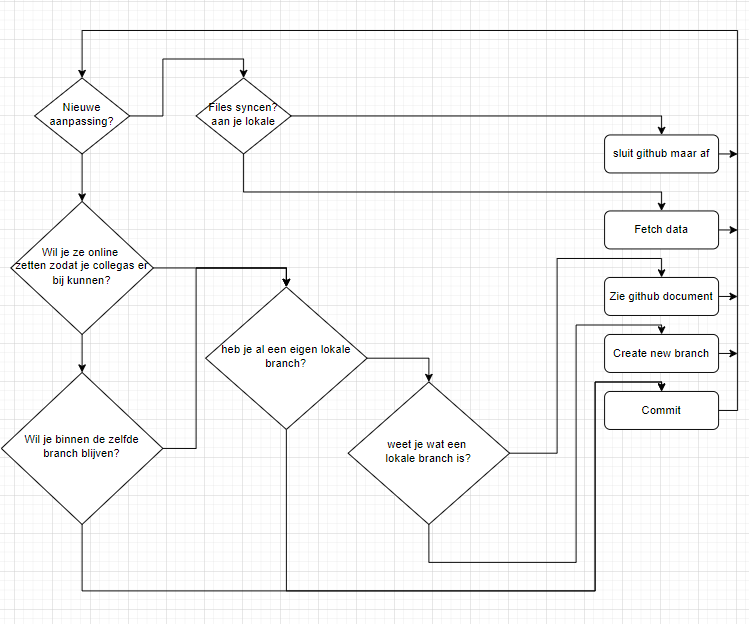 Nieuwe
aanpassing?
Files syncen?
aan je lokale
sluit github maar af
Fetch data
Wil je ze online
zetten zodat je collegas er
bij kunnen?
Zie github document
heb je al een eigen lokale
branch?
Create new branch
Commit
Wil je binnen de zelfde
branch blijven?
weet je wat een
lokale branch is?